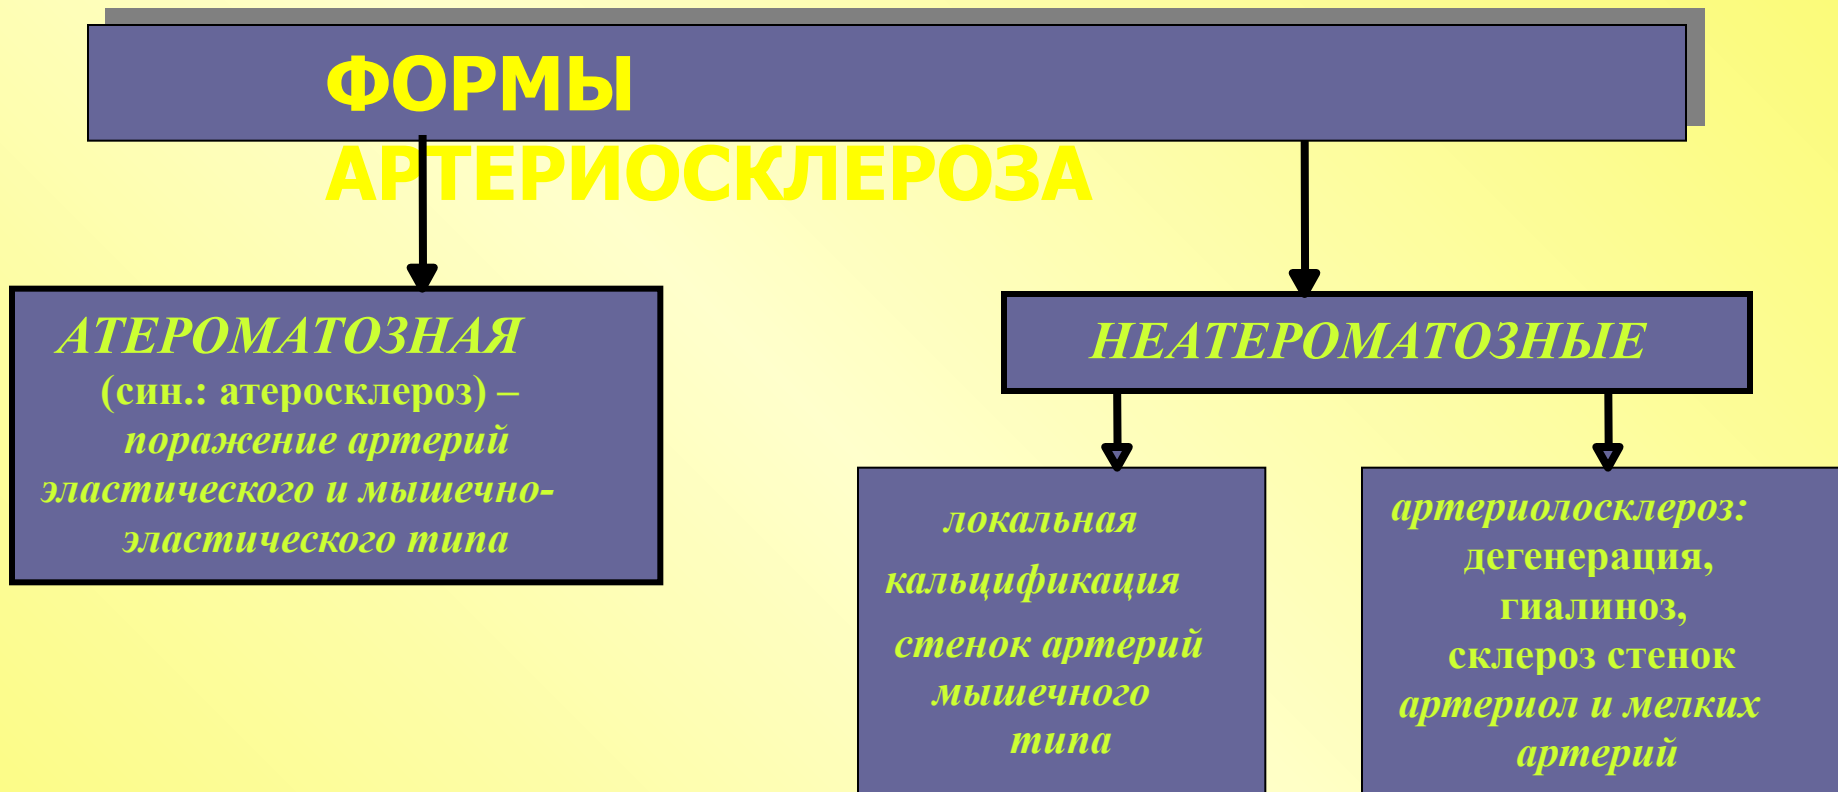 ФОРМЫ
АРТЕРИОСКЛЕРОЗА
АТЕРОМАТОЗНАЯ
(син.: атеросклероз) –
поражение артерий
эластического и мышечно-
эластического типа
НЕАТЕРОМАТОЗНЫЕ
локальная
кальцификация
стенок артерий
мышечного
типа
артериолосклероз:
дегенерация,
гиалиноз,
склероз стенок
артериол и мелких
артерий